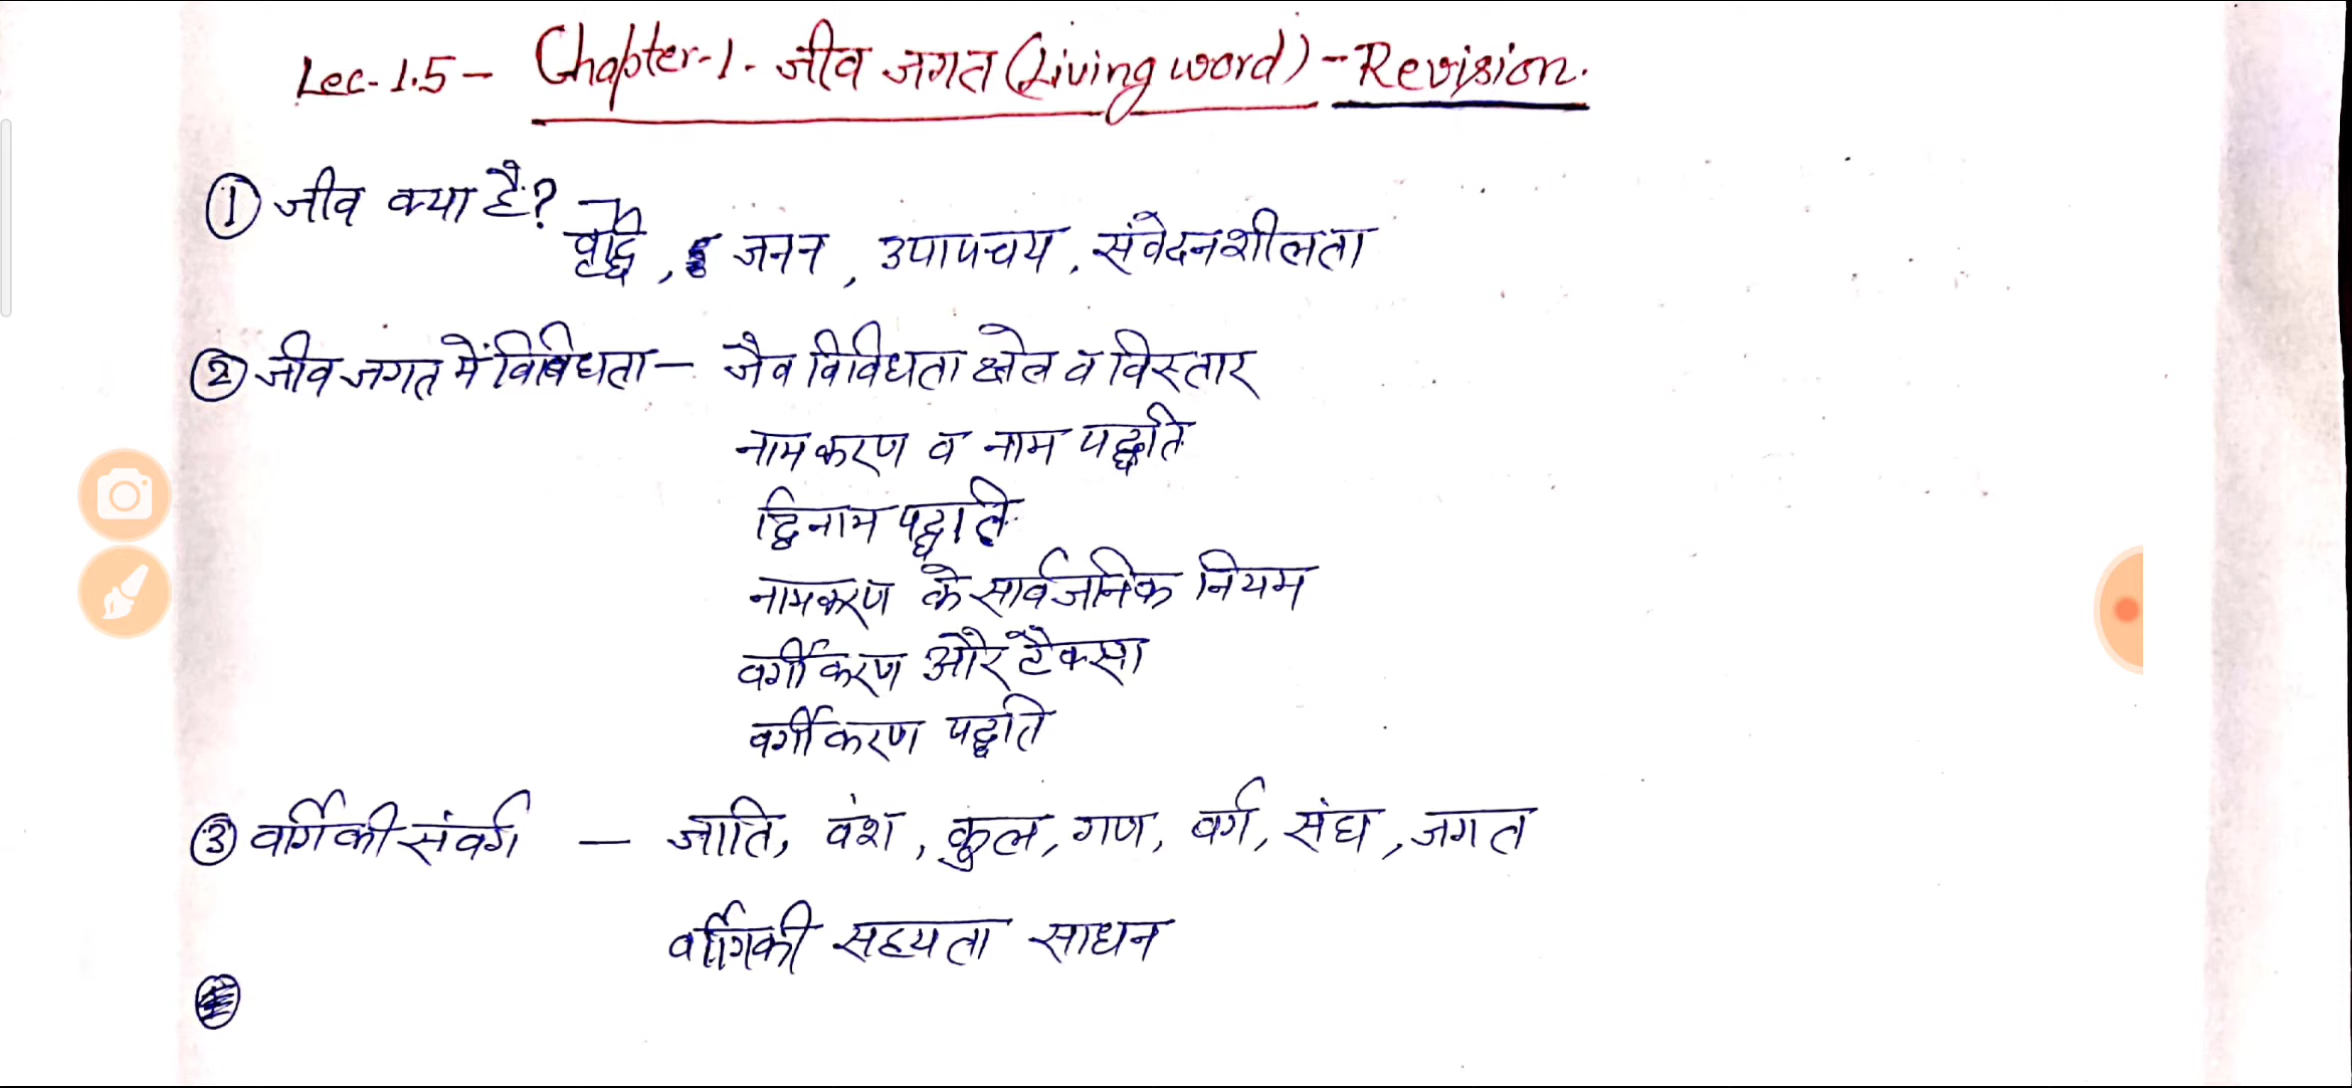 Lec- 1.5 - Chapter-1. जीव जगत (Living word) - Revision.
① जीव क्या है?
वृद्धि, जनन, उपापचय, संवेदनशीलता
② जीव जगत में विविधता - जैव विविधता क्षेत्र व विस्तार
नामकरण व नाम पद्धति
द्विनाम पद्धति
नामकरण के सार्वजनिक नियम
वर्गीकरण और टैक्सा
वर्गीकरण पद्धति
③ वर्गिकी संवर्ग - जाति, वंश, कुल, गण, वर्ग, संघ, जगत
वर्गिकी सहयता साधन